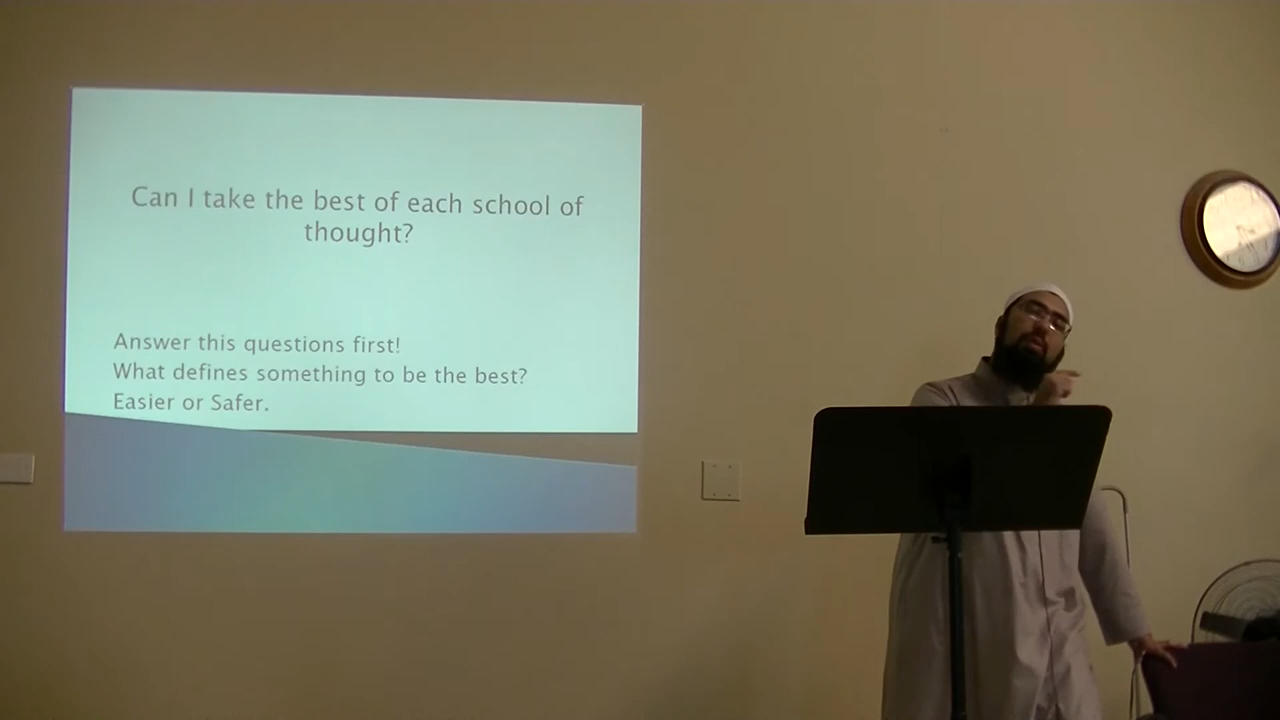 Can I take the best of each school of
thought?
Answer this questions first!
What defines something to be the best?
Easier or Safer.